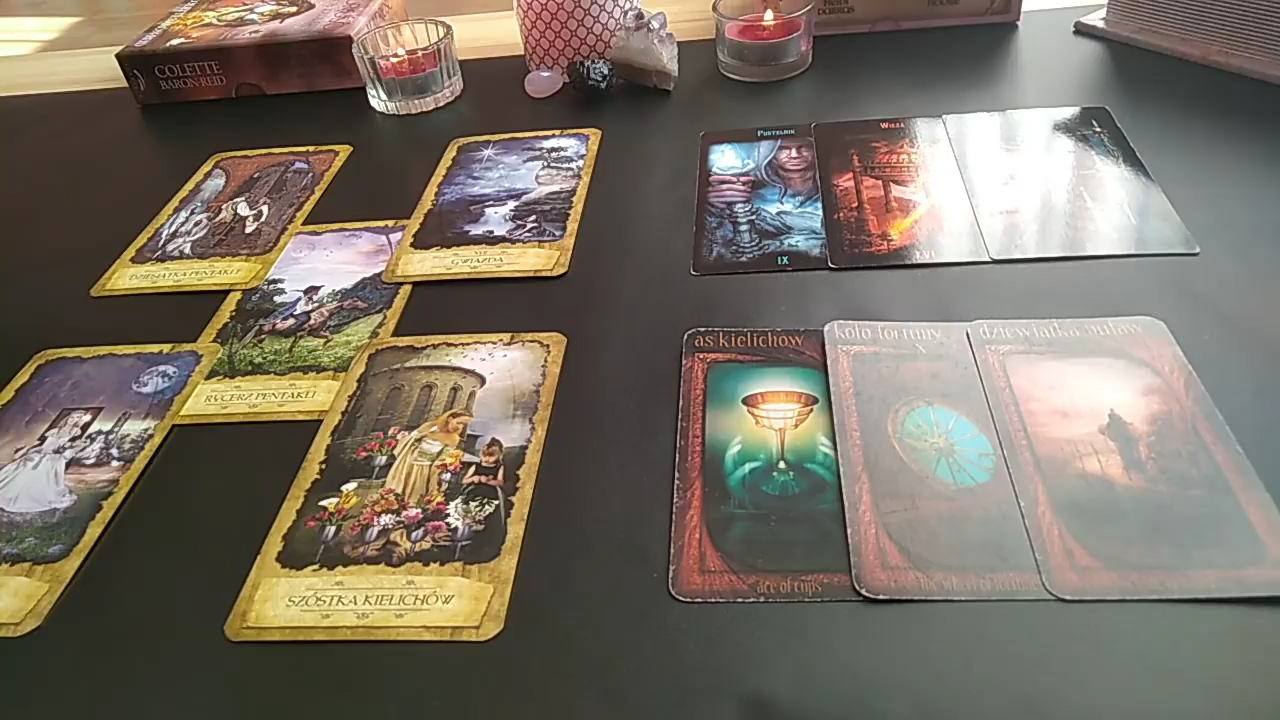 COLETTE
BARON-REID
DZIESIĄTKA PENTAKLI
XVII
GWIAZDA
RYCERZ PENTAKLI
SZÓSTKA KIELICHÓW
PUSTELNIK
IX
WIEŻA
XVI
as kielichów
ace of cups
koło fortuny
X
the wheel of fortune
dziewiątka buław